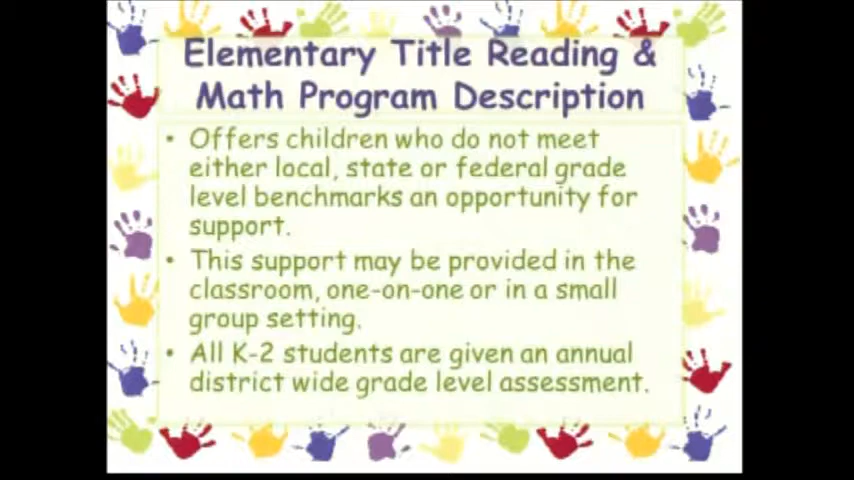 Elementary Title Reading &
Math Program Description
• Offers children who do not meet
either local, state or federal grade
level benchmarks an opportunity for
support.
• This support may be provided in the
classroom, one-on-one or in a small
group setting.
• All K-2 students are given an annual
district wide grade level assessment.